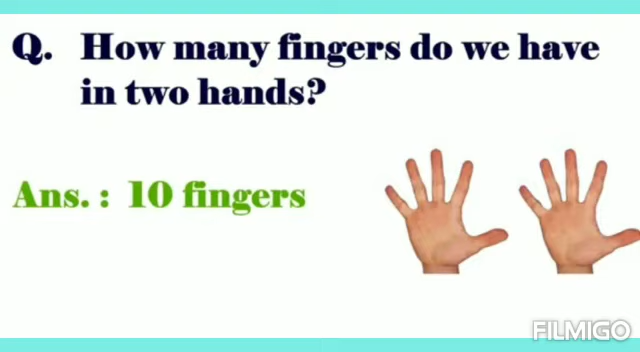 Q. How many fingers do we have
in two hands?
Ans. : 10 fingers
FILMIGO